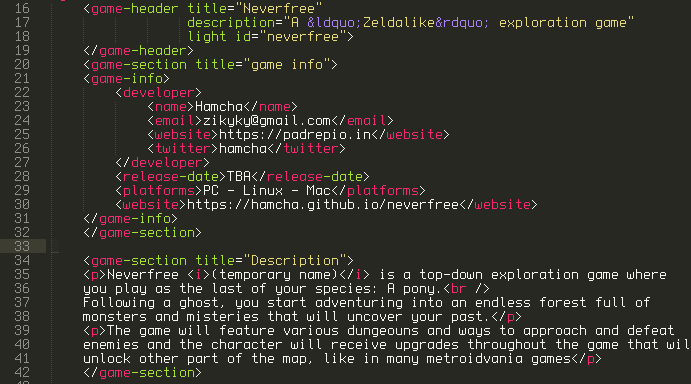 16 <game-header title="Neverfree"
17 description="A &ldquo;Zeldalike&rdquo; exploration game"
18 light id="neverfree">
19 </game-header>
20 <game-section title="game info">
21 <game-info>
22 <developer>
23 <name>Hamcha</name>
24 <email>zikyky@gmail.com</email>
25 <website>https://padrepio.in</website>
26 <twitter>hamcha</twitter>
27 </developer>
28 <release-date>TBA</release-date>
29 <platforms>PC - Linux - Mac</platforms>
30 <website>https://hamcha.github.io/neverfree</website>
31 </game-info>
32 </game-section>
33
34 <game-section title="Description">
35 <p>Neverfree <i>(temporary name)</i> is a top-down exploration game where
36 you play as the last of your species: A pony.<br />
37 Following a ghost, you start adventuring into an endless forest full of
38 monsters and misteries that will uncover your past.</p>
39 <p>The game will feature various dungeouns and ways to approach and defeat
40 enemies and the character will receive upgrades throughout the game that wil
41 unlock other part of the map, like in many metroidvania games</p>
42 </game-section>